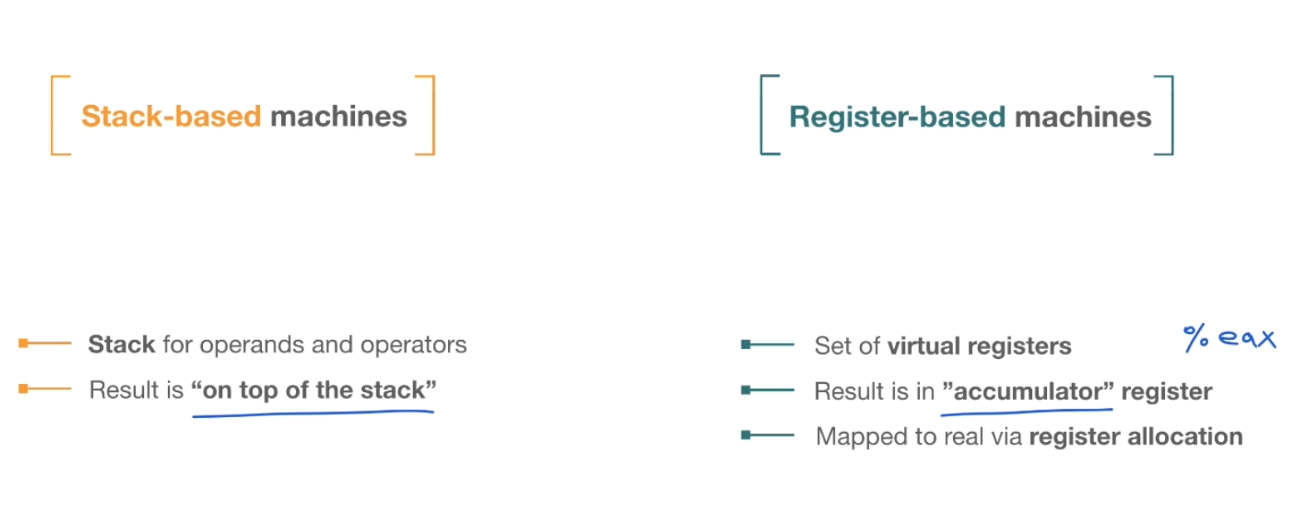 Stack-based machines
Stack for operands and operators
Result is “on top of the stack”
Register-based machines
Set of virtual registers
% eax
Result is in ”accumulator” register
Mapped to real via register allocation